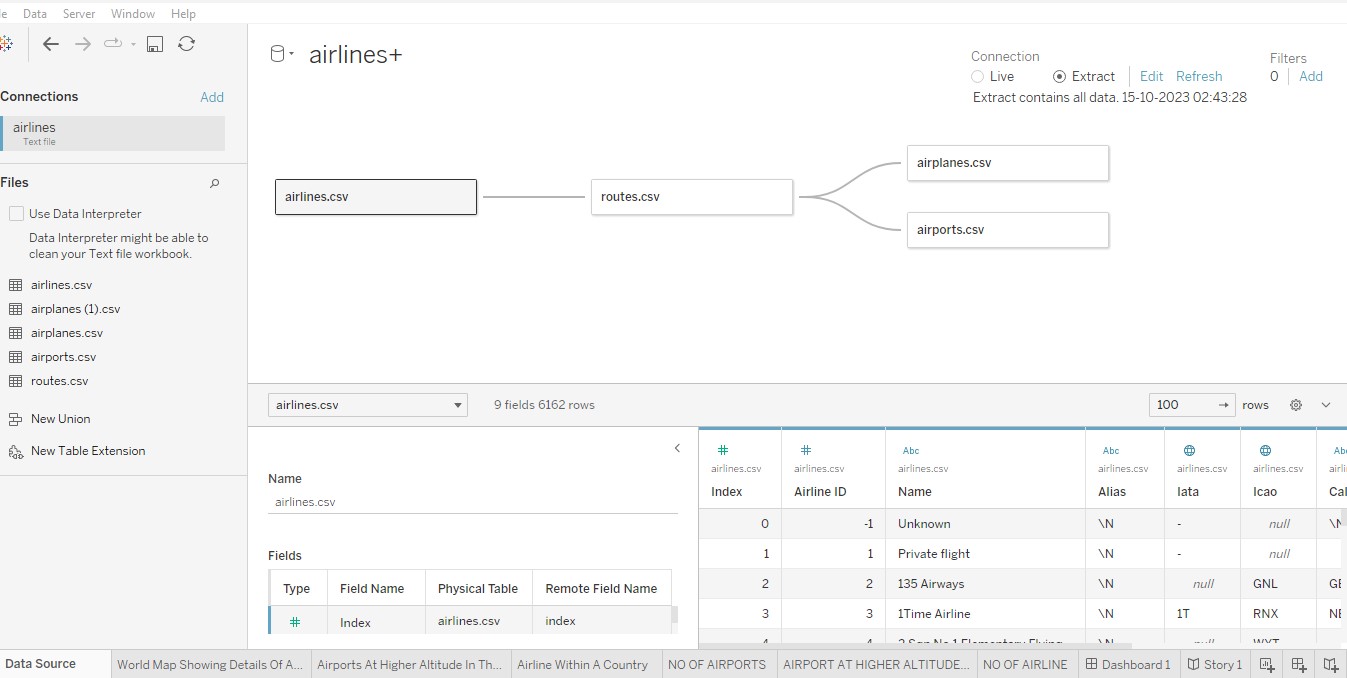 le Data Server Window Help
airlines+
Connection
Live Extract Edit Refresh
Extract contains all data. 15-10-2023 02:43:28
Filters
0 Add
Connections Add
airlines
Text file
Files
Use Data Interpreter
Data Interpreter might be able to
clean your Text file workbook.
airlines.csv
airplanes (1).csv
airplanes.csv
airports.csv
routes.csv
New Union
New Table Extension
airlines.csv
routes.csv
airplanes.csv
airports.csv
airlines.csv 9 fields 6162 rows 100 → rows
Name
airlines.csv
Fields
Type Field Name Physical Table Remote Field Name
# Index airlines.csv index
# # Abc Abc Abc
airlines.csv airlines.csv airlines.csv airlines.csv airlines.csv airlines.csv airli
Index Airline ID Name Alias Iata Icao Cal
0 -1 Unknown \N - null \N
1 1 Private flight \N - null
2 2 135 Airways \N null GNL GE
3 3 1Time Airline \N 1T RNX NE
4 4 2 Sqn No 1 Elementary Flying \N null WYT
Data Source World Map Showing Details Of A... Airports At Higher Altitude In Th... Airline Within A Country NO OF AIRPORTS AIRPORT AT HIGHER ALTITUDE... NO OF AIRLINE Dashboard 1 Story 1